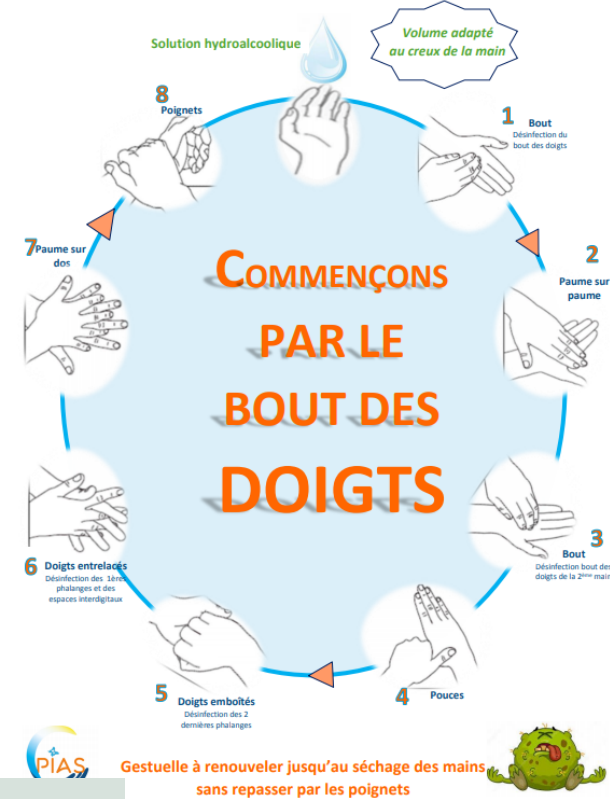 Solution hydroalcoolique
Volume adapté
au creux de la main
1
Bout
Désinfection du
bout des doigts
2
Paume sur
paume
3
Bout
Désinfection bout des
doigts de la 2ème main
4
Pouces
5
Doigts emboîtés
Désinfection des 2
dernières phalanges
6
Doigts entrelacés
Désinfection des 1ères
phalanges et des
espaces interdigitaux
7
Paume sur
dos
8
Poignets
COMMENÇONS
PAR LE
BOUT DES
DOIGTS
PIAS
Gestuelle à renouveler jusqu'au séchage des mains
sans repasser par les poignets